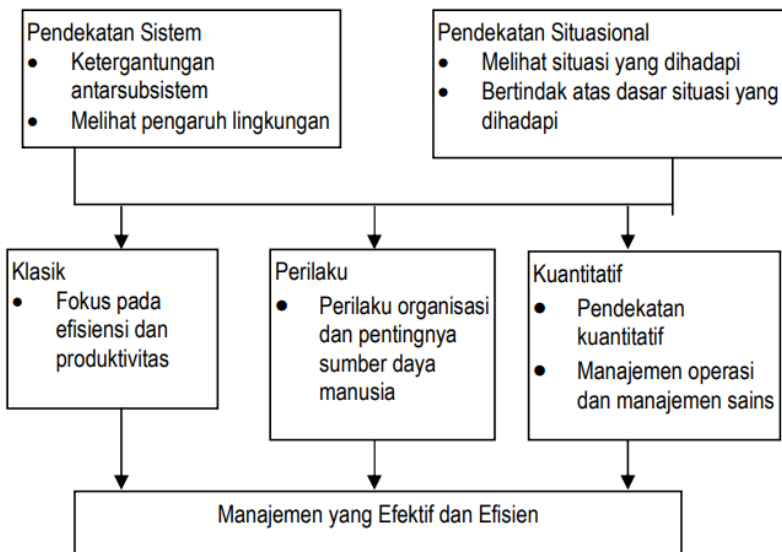 Pendekatan Sistem
● Ketergantungan
antarsubsistem
● Melihat pengaruh lingkungan
Pendekatan Situasional
● Melihat situasi yang dihadapi
● Bertindak atas dasar situasi yang
dihadapi
Klasik
● Fokus pada
efisiensi dan
produktivitas
Perilaku
● Perilaku organisasi
dan pentingnya
sumber daya
manusia
Kuantitatif
● Pendekatan
kuantitatif
● Manajemen operasi
dan manajemen sains
Manajemen yang Efektif dan Efisien